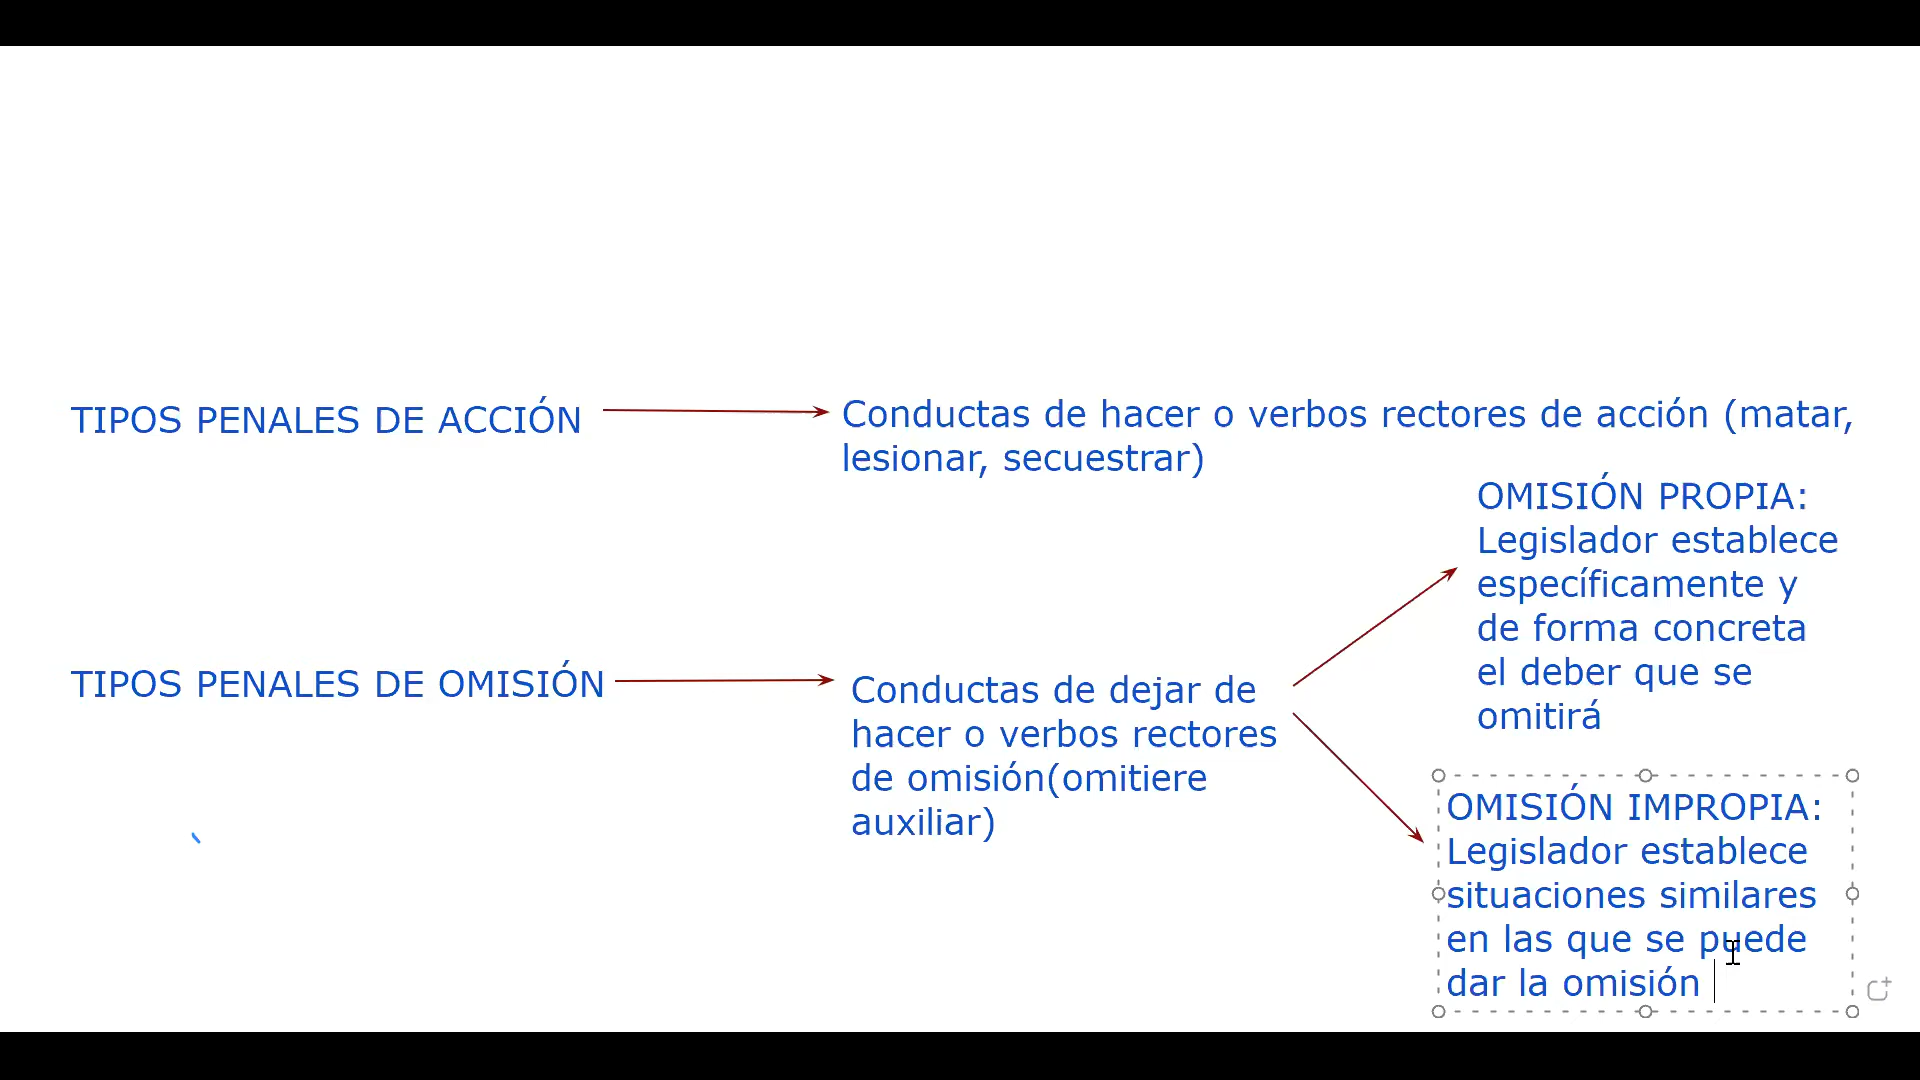 TIPOS PENALES DE ACCIÓN
Conductas de hacer o verbos rectores de acción (matar,
lesionar, secuestrar)
TIPOS PENALES DE OMISIÓN
Conductas de dejar de
hacer o verbos rectores
de omisión(omitiere
auxiliar)
OMISIÓN PROPIA:
Legislador establece
específicamente y
de forma concreta
el deber que se
omitirá
OMISIÓN IMPROPIA:
Legislador establece
situaciones similares
en las que se puede
dar la omisión